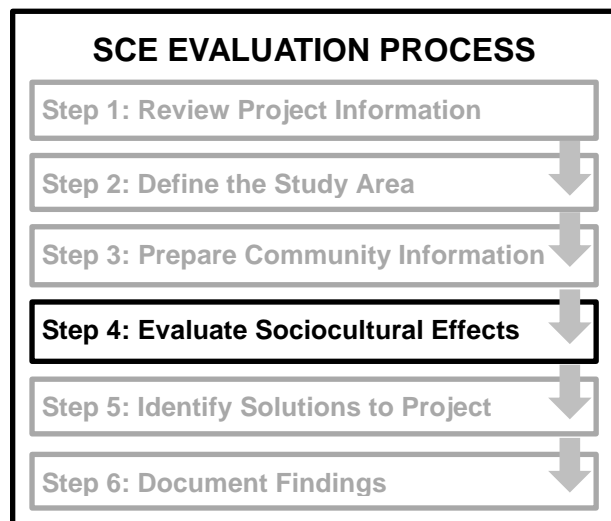 SCE EVALUATION PROCESS
Step 1: Review Project Information
Step 2: Define the Study Area
Step 3: Prepare Community Information
Step 4: Evaluate Sociocultural Effects
Step 5: Identify Solutions to Project
Step 6: Document Findings